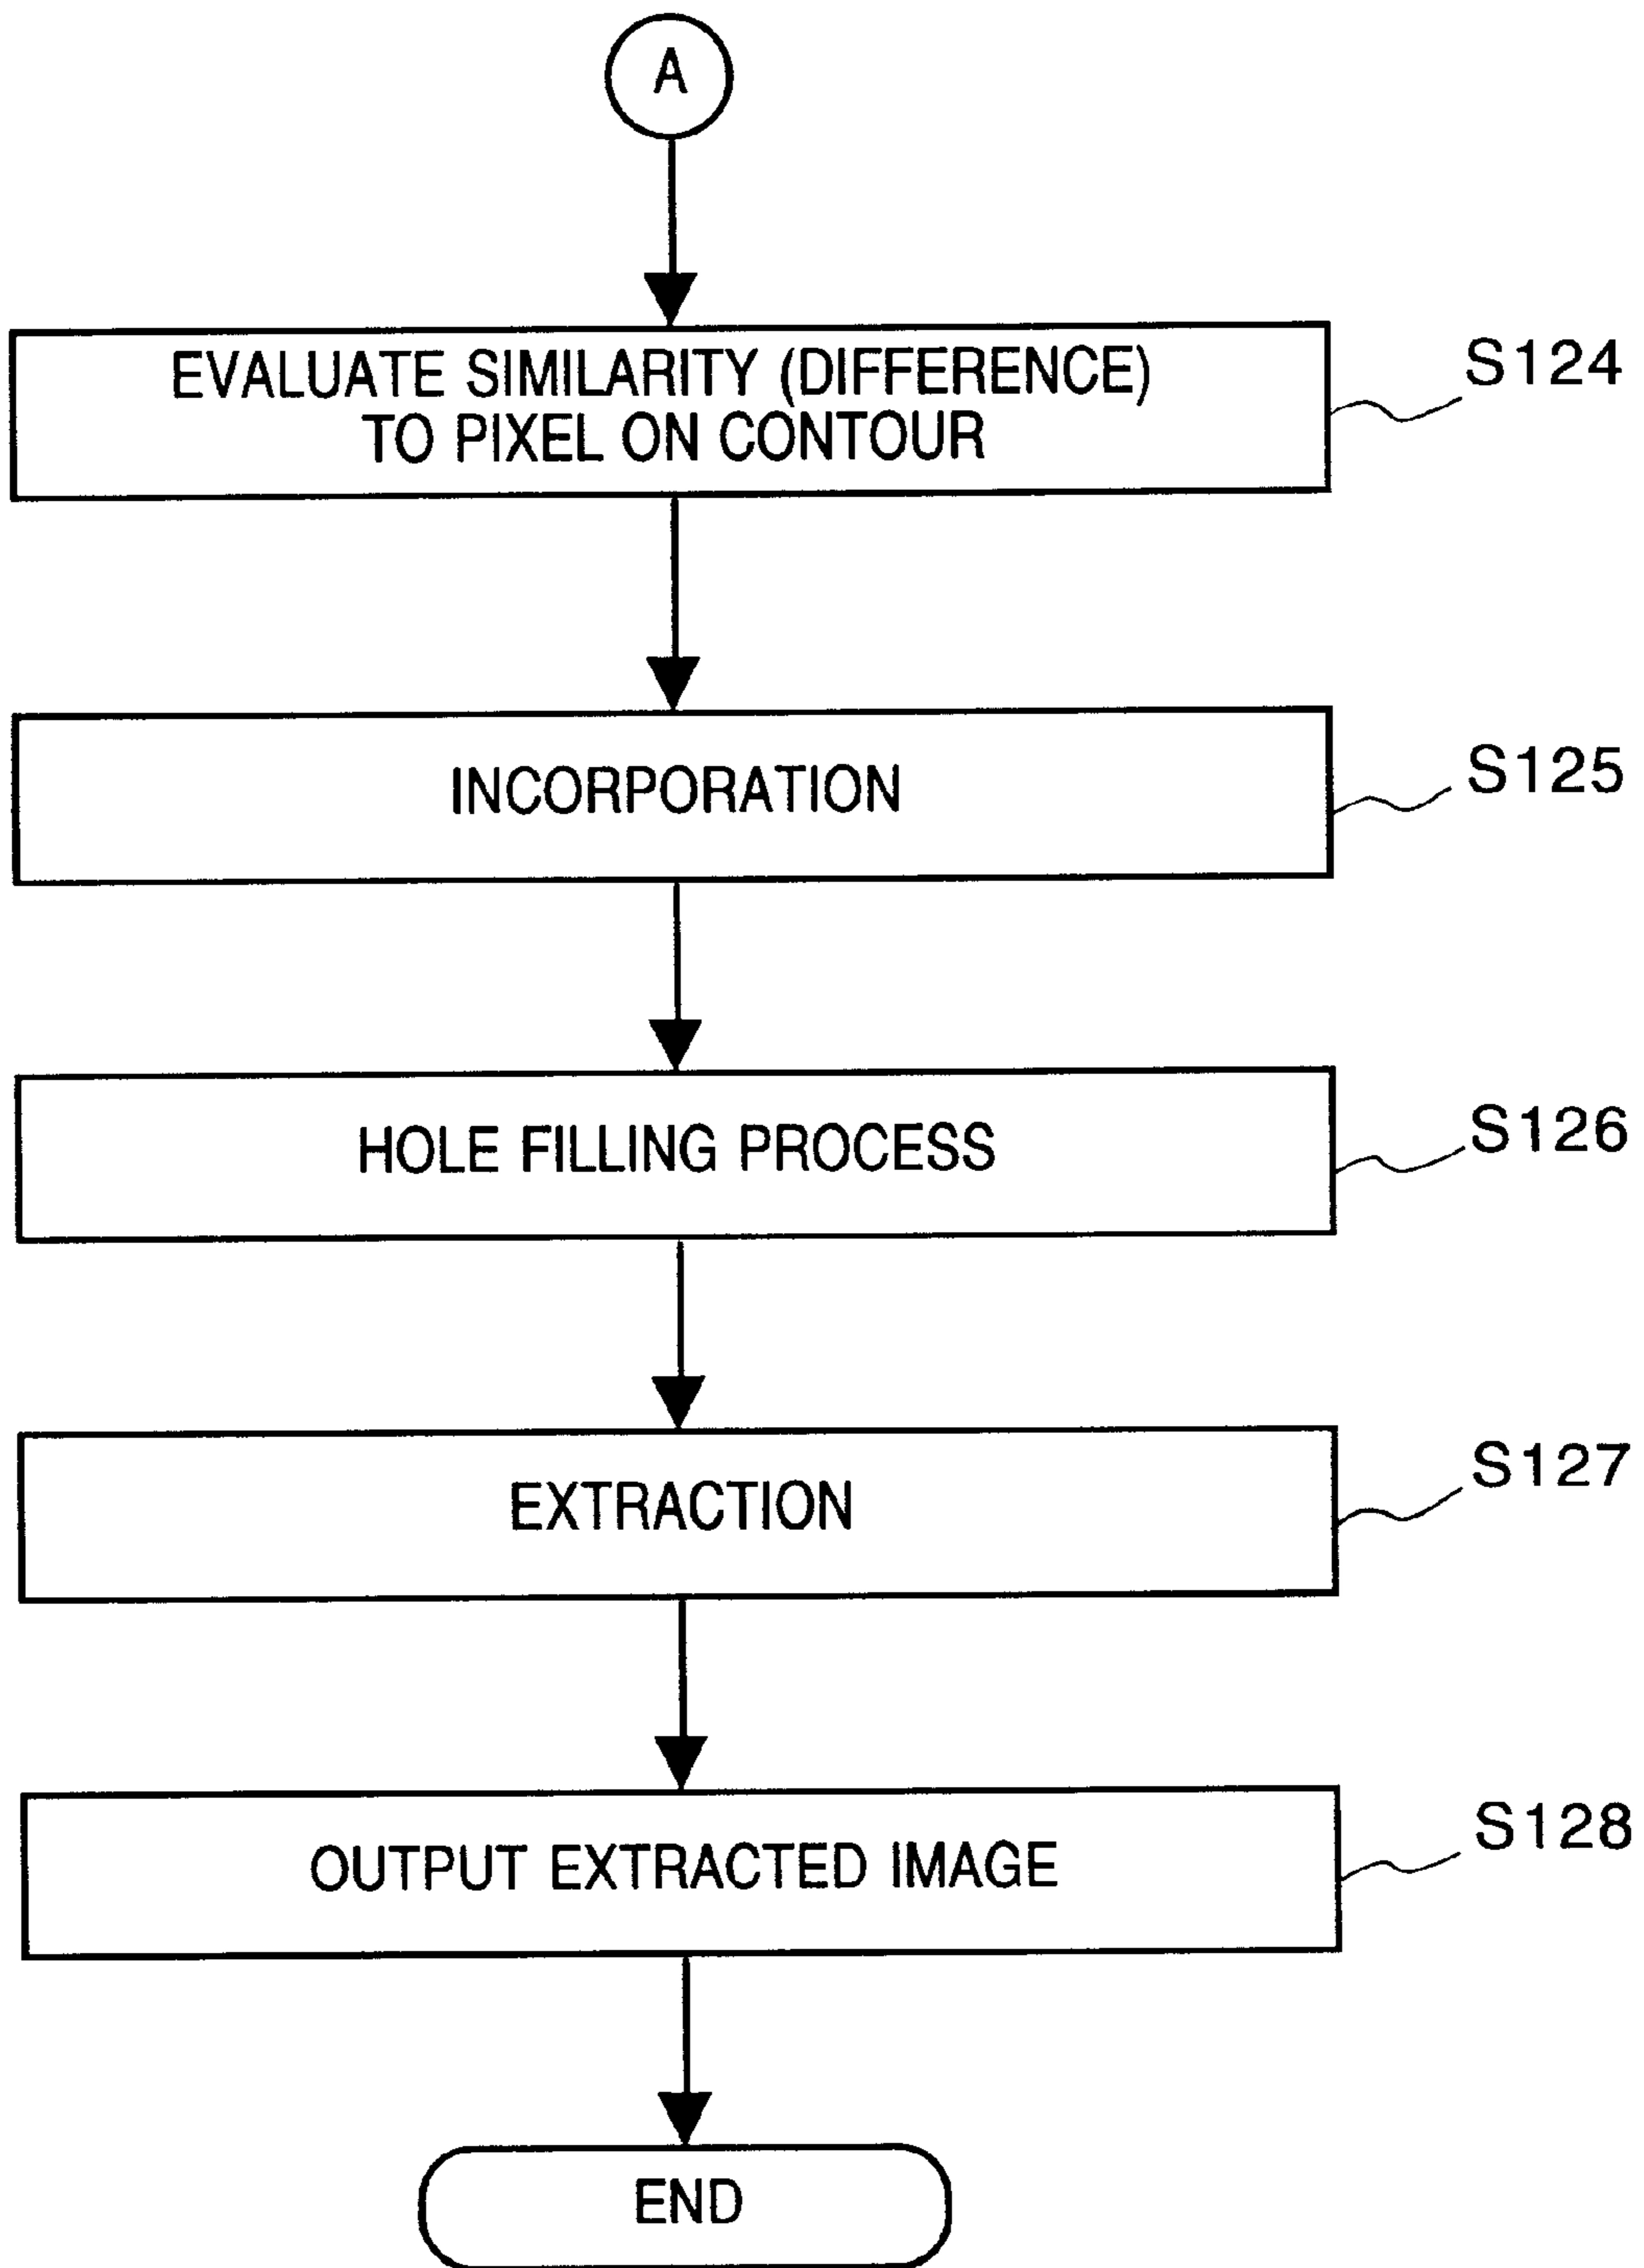 A
EVALUATE SIMILARITY (DIFFERENCE)
TO PIXEL ON CONTOUR
S124
INCORPORATION
S125
HOLE FILLING PROCESS
S126
EXTRACTION
S127
OUTPUT EXTRACTED IMAGE
S128
END